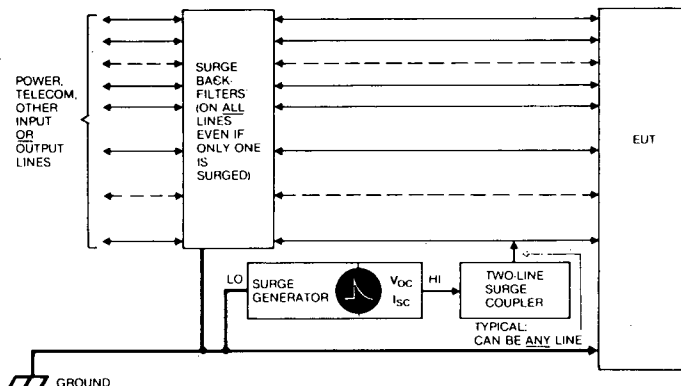 POWER,
TELECOM,
OTHER
INPUT
OR
OUTPUT
LINES
SURGE
BACK-
FILTERS
(ON ALL
LINES
EVEN IF
ONLY ONE
IS
SURGED)
EUT
LO
SURGE
GENERATOR
VOC
ISC
HI
TWO-LINE
SURGE
COUPLER
TYPICAL:
CAN BE ANY LINE
GROUND